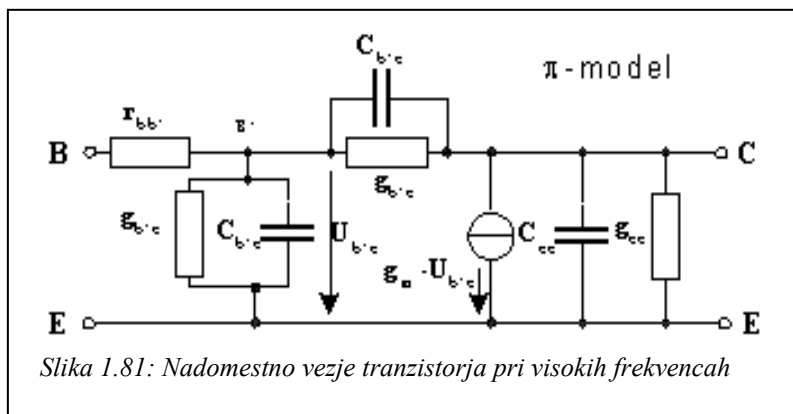 C_b'c
π-model
r_bb'
B'
B
C
g_b'c
g_b'e
C_b'e
U_b'e
C_ce
g_ce
g_m · U_b'e
E
E
Slika 1.81: Nadomestno vezje tranzistorja pri visokih frekvencah